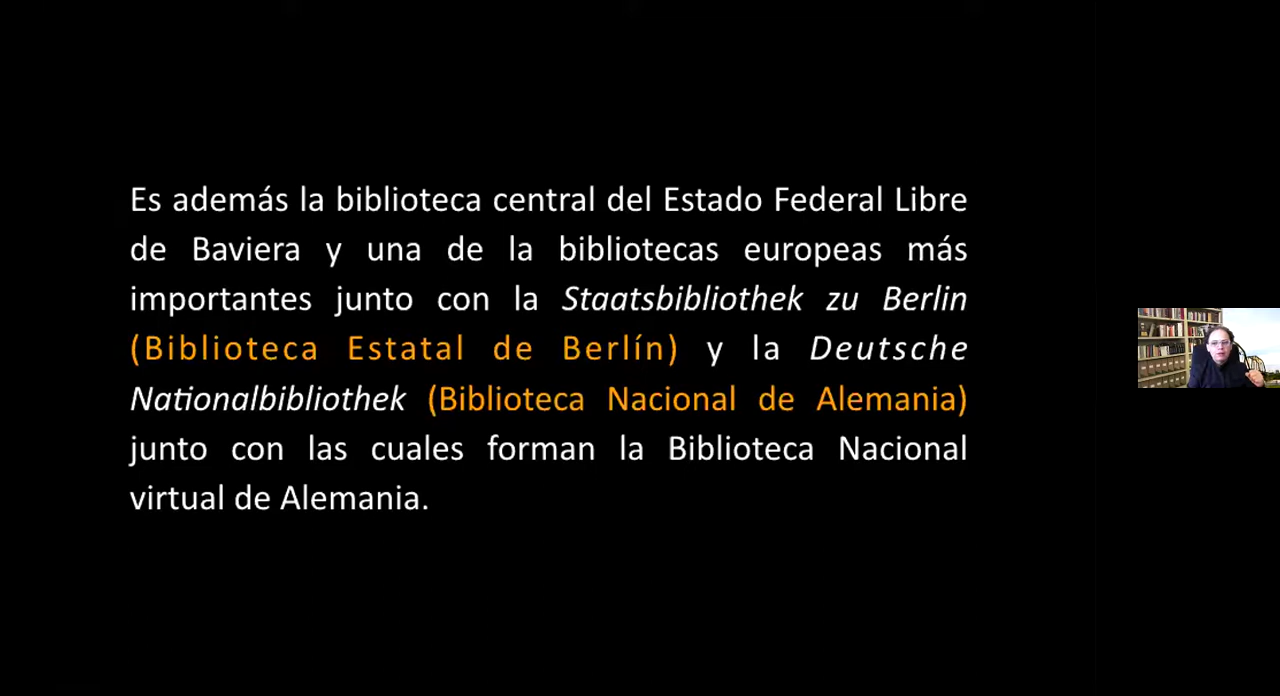 Es además la biblioteca central del Estado Federal Libre
de Baviera y una de la bibliotecas europeas más
importantes junto con la Staatsbibliothek zu Berlin
(Biblioteca Estatal de Berlín) y la Deutsche
Nationalbibliothek (Biblioteca Nacional de Alemania)
junto con las cuales forman la Biblioteca Nacional
virtual de Alemania.